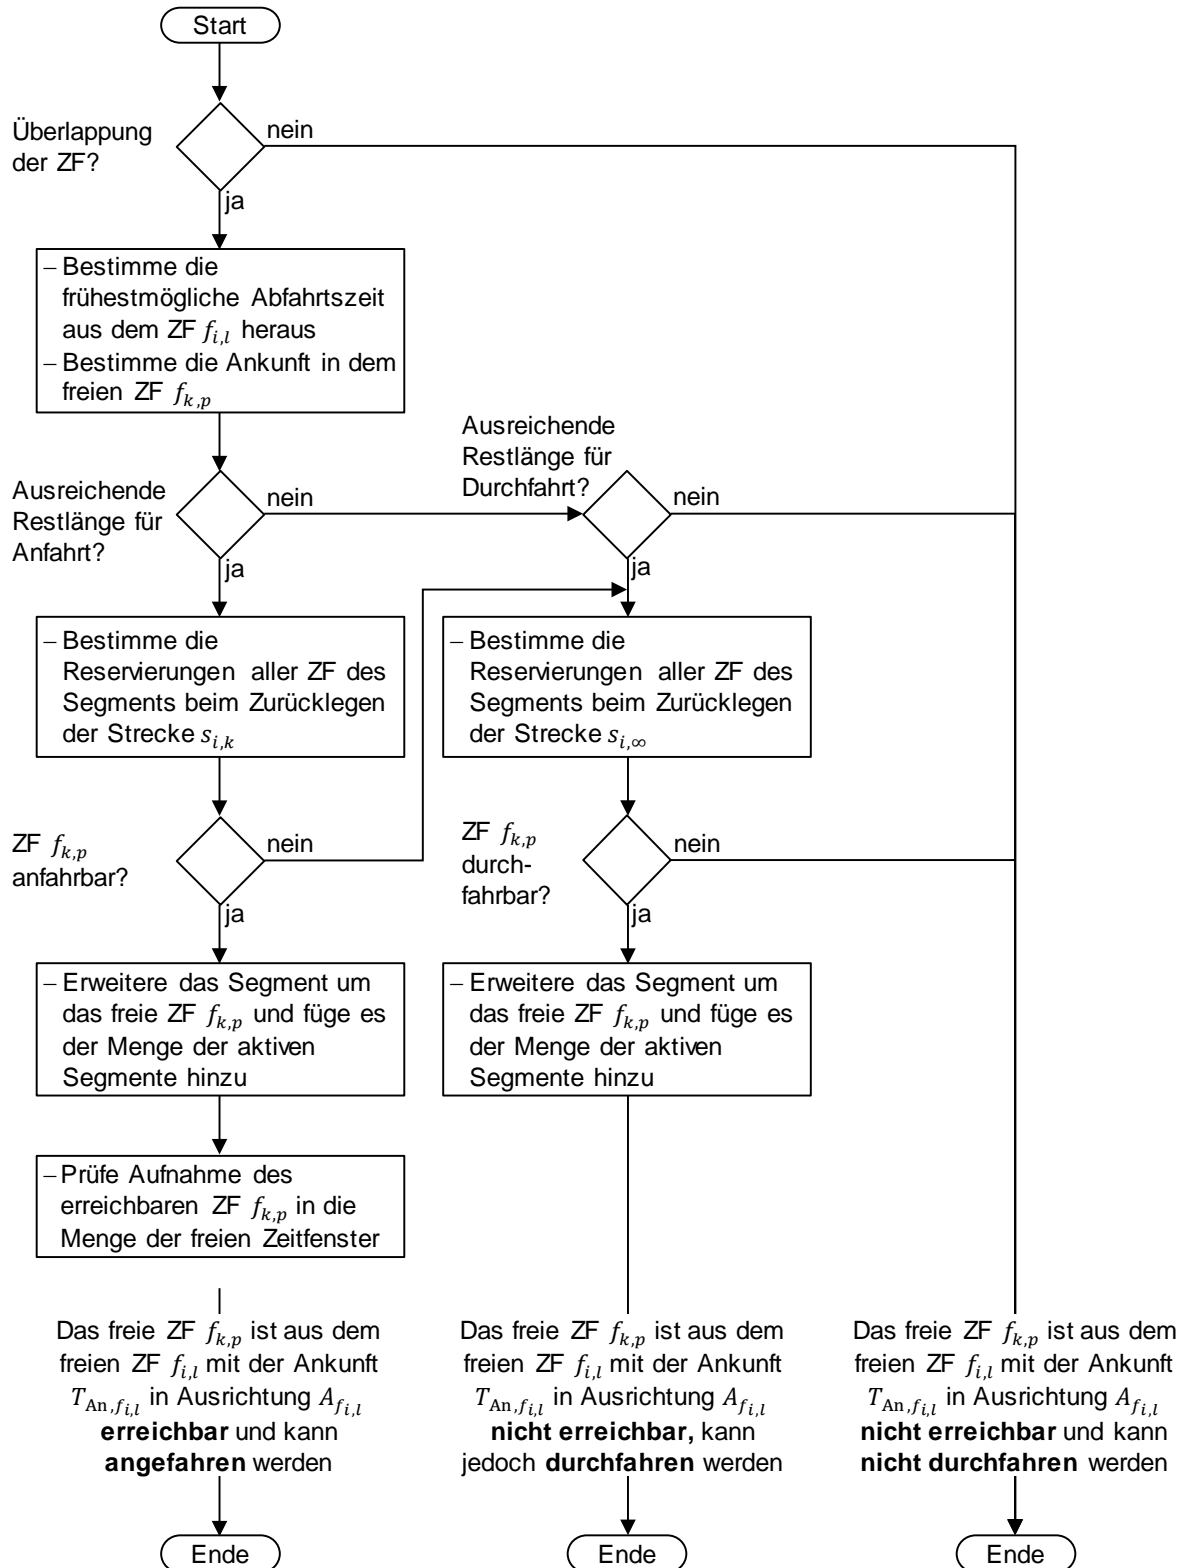 Start
Überlappung
der ZF?
nein
ja
– Bestimme die
frühestmögliche Abfahrtszeit
aus dem ZF f_{i,l} heraus
– Bestimme die Ankunft in dem
freien ZF f_{k,p}
Ausreichende
Restlänge für
Anfahrt?
nein
ja
Ausreichende
Restlänge für
Durchfahrt?
nein
ja
– Bestimme die
Reservierungen aller ZF des
Segments beim Zurücklegen
der Strecke s_{i,k}
– Bestimme die
Reservierungen aller ZF des
Segments beim Zurücklegen
der Strecke s_{i,∞}
ZF f_{k,p}
anfahrbar?
nein
ja
ZF f_{k,p}
durch-
fahrbar?
nein
ja
– Erweitere das Segment um
das freie ZF f_{k,p} und füge es
der Menge der aktiven
Segmente hinzu
– Erweitere das Segment um
das freie ZF f_{k,p} und füge es
der Menge der aktiven
Segmente hinzu
– Prüfe Aufnahme des
erreichbaren ZF f_{k,p} in die
Menge der freien Zeitfenster
Das freie ZF f_{k,p} ist aus dem
freien ZF f_{i,l} mit der Ankunft
T_{An,f_{i,l}} in Ausrichtung A_{f_{i,l}}
erreichbar und kann
angefahren werden
Das freie ZF f_{k,p} ist aus dem
freien ZF f_{i,l} mit der Ankunft
T_{An,f_{i,l}} in Ausrichtung A_{f_{i,l}}
nicht erreichbar, kann
jedoch durchfahren werden
Das freie ZF f_{k,p} ist aus dem
freien ZF f_{i,l} mit der Ankunft
T_{An,f_{i,l}} in Ausrichtung A_{f_{i,l}}
nicht erreichbar und kann
nicht durchfahren werden
Ende
Ende
Ende